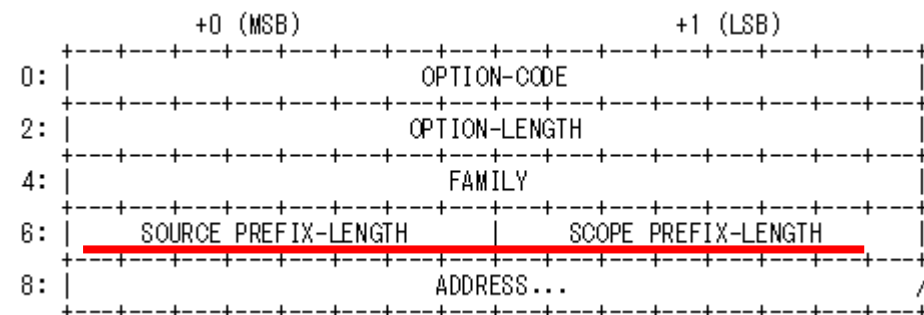 +0 (MSB) +1 (LSB)
+---+---+---+---+---+---+---+---+---+---+---+---+---+---+---+---+
0: | OPTION-CODE |
+---+---+---+---+---+---+---+---+---+---+---+---+---+---+---+---+
2: | OPTION-LENGTH |
+---+---+---+---+---+---+---+---+---+---+---+---+---+---+---+---+
4: | FAMILY |
+---+---+---+---+---+---+---+---+---+---+---+---+---+---+---+---+
6: | SOURCE PREFIX-LENGTH | SCOPE PREFIX-LENGTH |
+---+---+---+---+---+---+---+---+---+---+---+---+---+---+---+---+
8: | ADDRESS... /
+---+---+---+---+---+---+---+---+---+---+---+---+---+---+---+---+